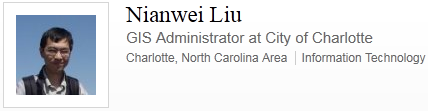 Nianwei Liu
GIS Administrator at City of Charlotte
Charlotte, North Carolina Area | Information Technology